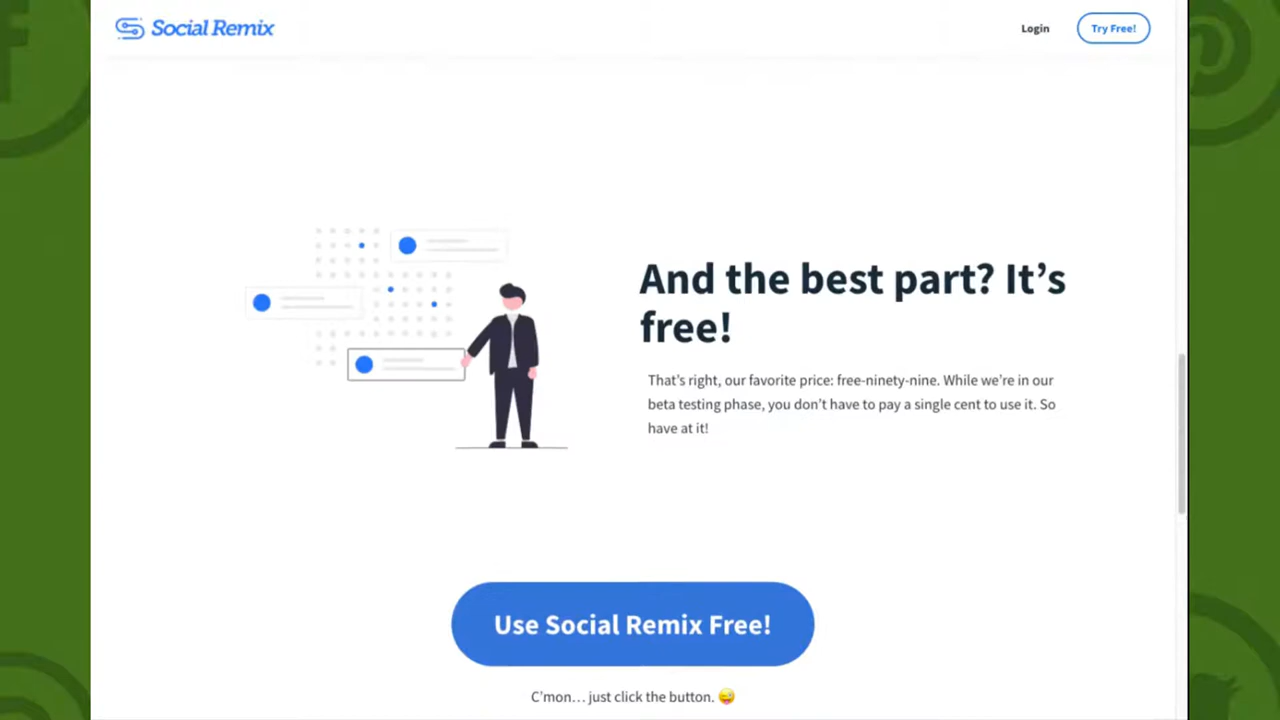 Social Remix
Login
Try Free!
And the best part? It’s
free!
That’s right, our favorite price: free-ninety-nine. While we’re in our
beta testing phase, you don’t have to pay a single cent to use it. So
have at it!
Use Social Remix Free!
C’mon… just click the button. 😜